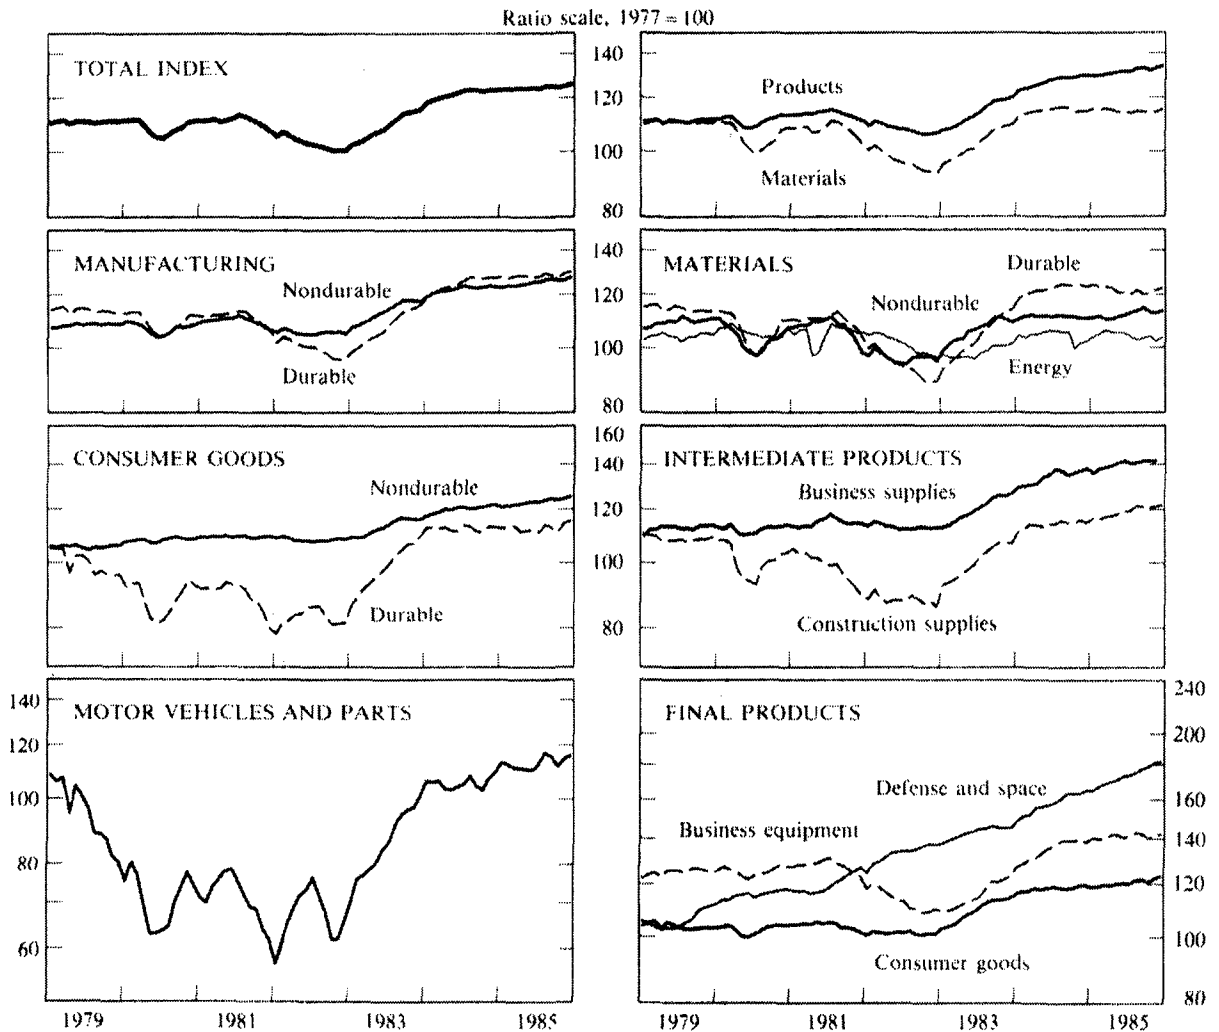 Ratio scale, 1977 = 100
TOTAL INDEX
140
120
100
80
Products
Materials
MANUFACTURING
Nondurable
Durable
140
120
100
80
MATERIALS
Durable
Nondurable
Energy
CONSUMER GOODS
Nondurable
Durable
160
140
120
100
80
INTERMEDIATE PRODUCTS
Business supplies
Construction supplies
140
120
100
80
60
MOTOR VEHICLES AND PARTS
FINAL PRODUCTS
Defense and space
Business equipment
Consumer goods
240
200
160
140
120
100
80
1979 1981 1983 1985
1979 1981 1983 1985